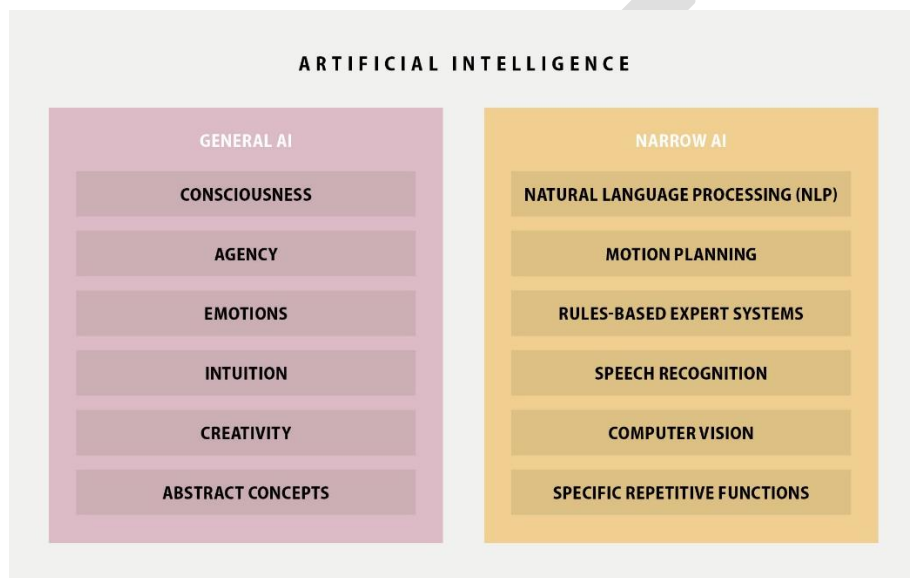 ARTIFICIAL INTELLIGENCE
GENERAL AI
CONSCIOUSNESS
AGENCY
EMOTIONS
INTUITION
CREATIVITY
ABSTRACT CONCEPTS
NARROW AI
NATURAL LANGUAGE PROCESSING (NLP)
MOTION PLANNING
RULES-BASED EXPERT SYSTEMS
SPEECH RECOGNITION
COMPUTER VISION
SPECIFIC REPETITIVE FUNCTIONS